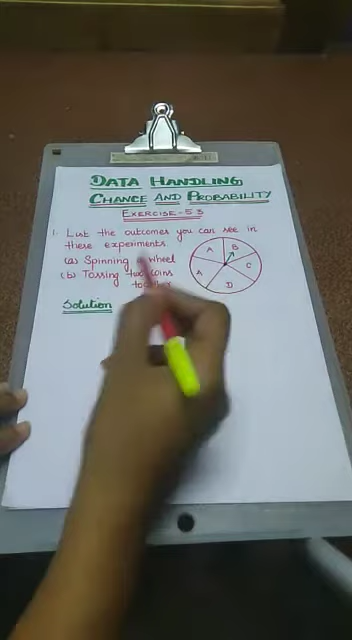 DATA HANDLING
CHANCE AND PROBABILITY
EXERCISE-5.3
1. List the outcomes you can see in
these experiments.
(a) Spinning a wheel
(b) Tossing two coins
together
Solution
A
B
C
A
D